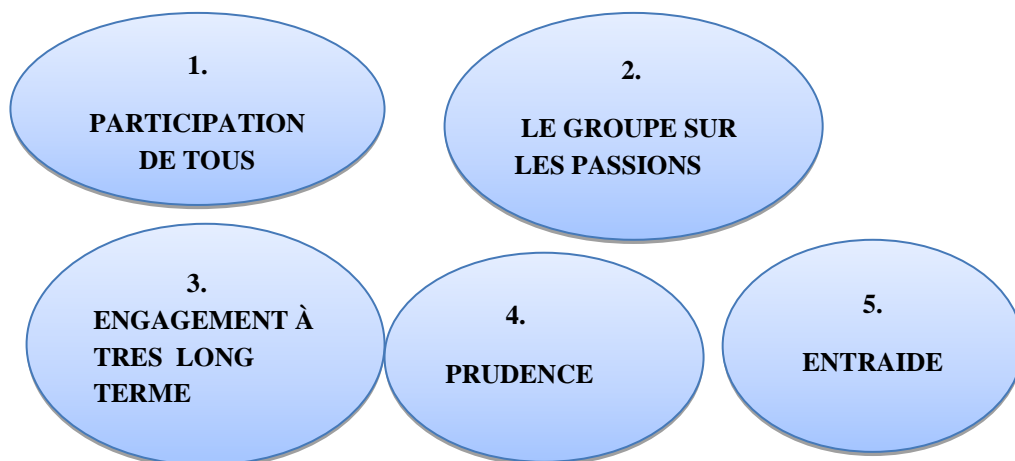 1.
PARTICIPATION
DE TOUS
2.
LE GROUPE SUR
LES PASSIONS
3.
ENGAGEMENT À
TRES LONG
TERME
4.
PRUDENCE
5.
ENTRAIDE